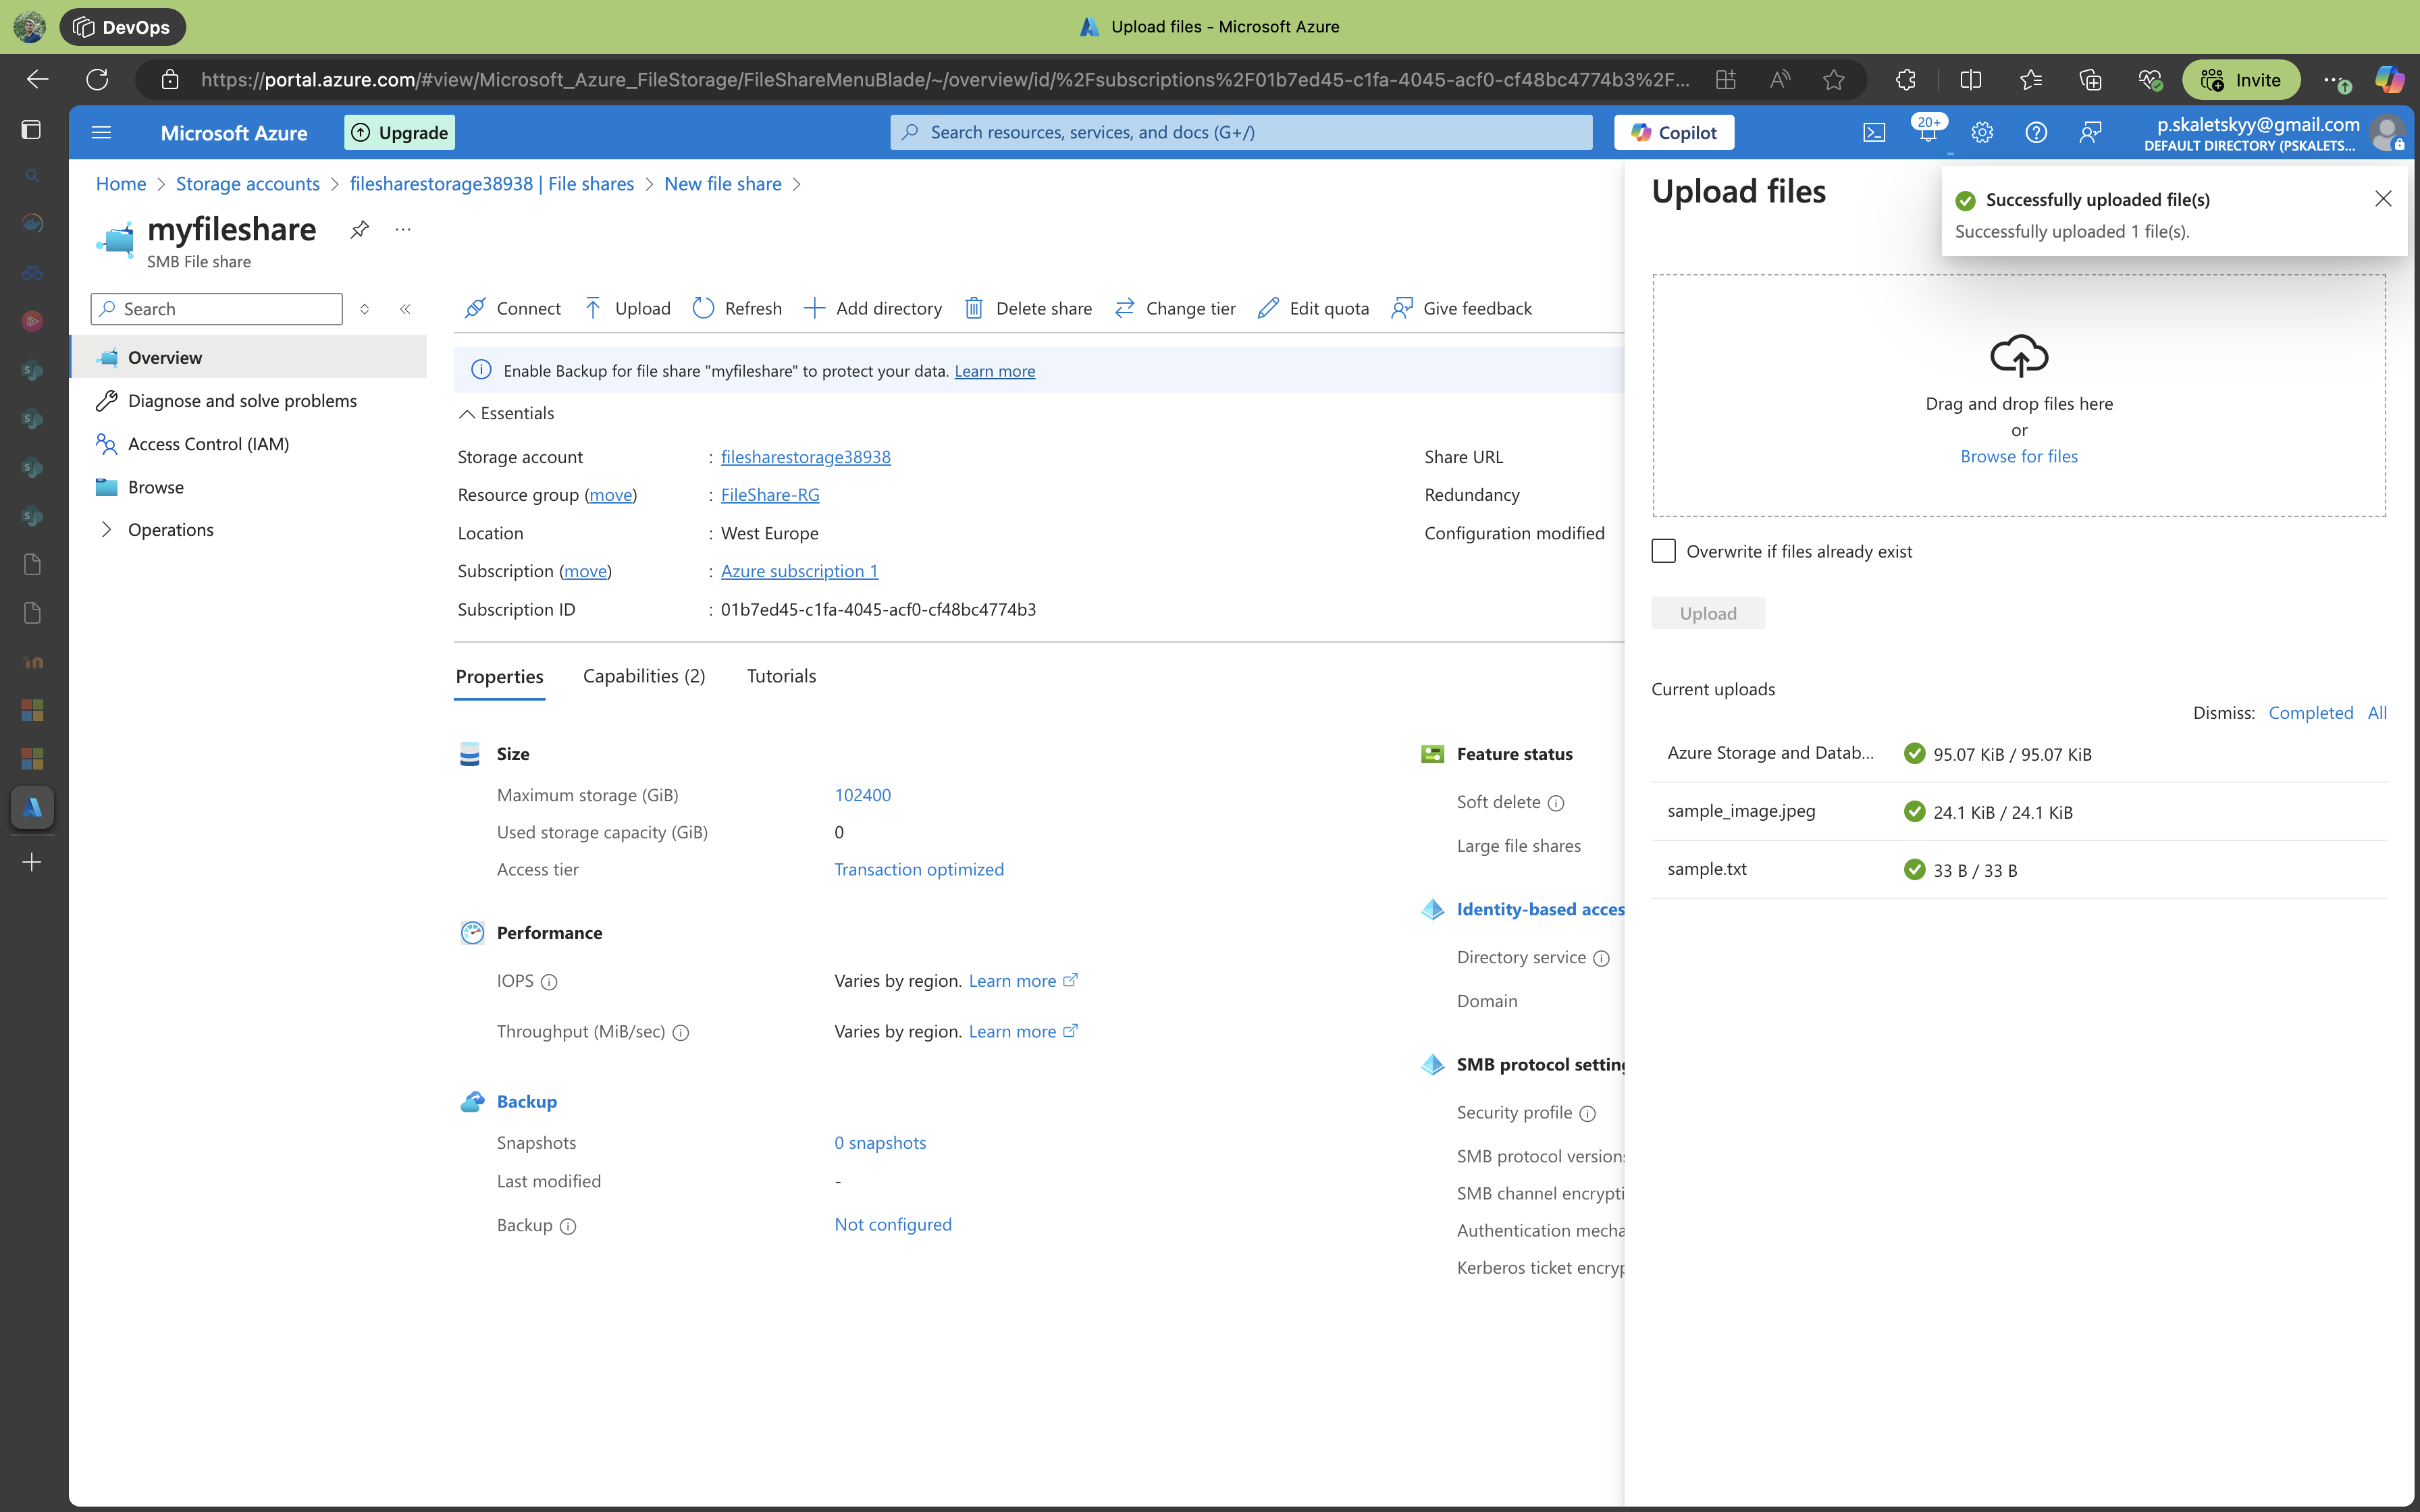 DevOps
Upload files - Microsoft Azure
https://portal.azure.com/#view/Microsoft_Azure_FileStorage/FileShareMenuBlade/~/overview/id/%2Fsubscriptions%2F01b7ed45-c1fa-4045-acf0-cf48bc4774b3%2F...
Invite
Microsoft Azure
Upgrade
Search resources, services, and docs (G+/)
Copilot
20+
p.skaletskyy@gmail.com
DEFAULT DIRECTORY (PSKALETS...
Home > Storage accounts > filesharestorage38938 | File shares > New file share >
myfileshare
SMB File share
Search
Overview
Diagnose and solve problems
Access Control (IAM)
Browse
Operations
Connect
Upload
Refresh
Add directory
Delete share
Change tier
Edit quota
Give feedback
Enable Backup for file share "myfileshare" to protect your data. Learn more
Essentials
Storage account : filesharestorage38938
Resource group (move) : FileShare-RG
Location : West Europe
Subscription (move) : Azure subscription 1
Subscription ID : 01b7ed45-c1fa-4045-acf0-cf48bc4774b3
Share URL
Redundancy
Configuration modified
Properties
Capabilities (2)
Tutorials
Size
Maximum storage (GiB) 102400
Used storage capacity (GiB) 0
Access tier Transaction optimized
Performance
IOPS Varies by region. Learn more
Throughput (MiB/sec) Varies by region. Learn more
Backup
Snapshots 0 snapshots
Last modified -
Backup Not configured
Feature status
Soft delete
Large file shares
Identity-based acces
Directory service
Domain
SMB protocol setting
Security profile
SMB protocol versions
SMB channel encrypti
Authentication mecha
Kerberos ticket encryp
Upload files
Successfully uploaded file(s)
Successfully uploaded 1 file(s).
Drag and drop files here
or
Browse for files
Overwrite if files already exist
Upload
Current uploads
Dismiss: Completed All
Azure Storage and Datab... 95.07 KiB / 95.07 KiB
sample_image.jpeg 24.1 KiB / 24.1 KiB
sample.txt 33 B / 33 B